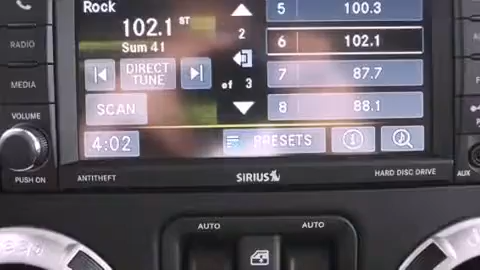 Rock
102.1 ST
Sum 41
DIRECT TUNE
SCAN
4:02
2
of 3
5 100.3
6 102.1
7 87.7
8 88.1
PRESETS
RADIO
MEDIA
VOLUME
PUSH ON
ANTITHEFT
SIRIUS
HARD DISC DRIVE
AUX
AUTO
AUTO